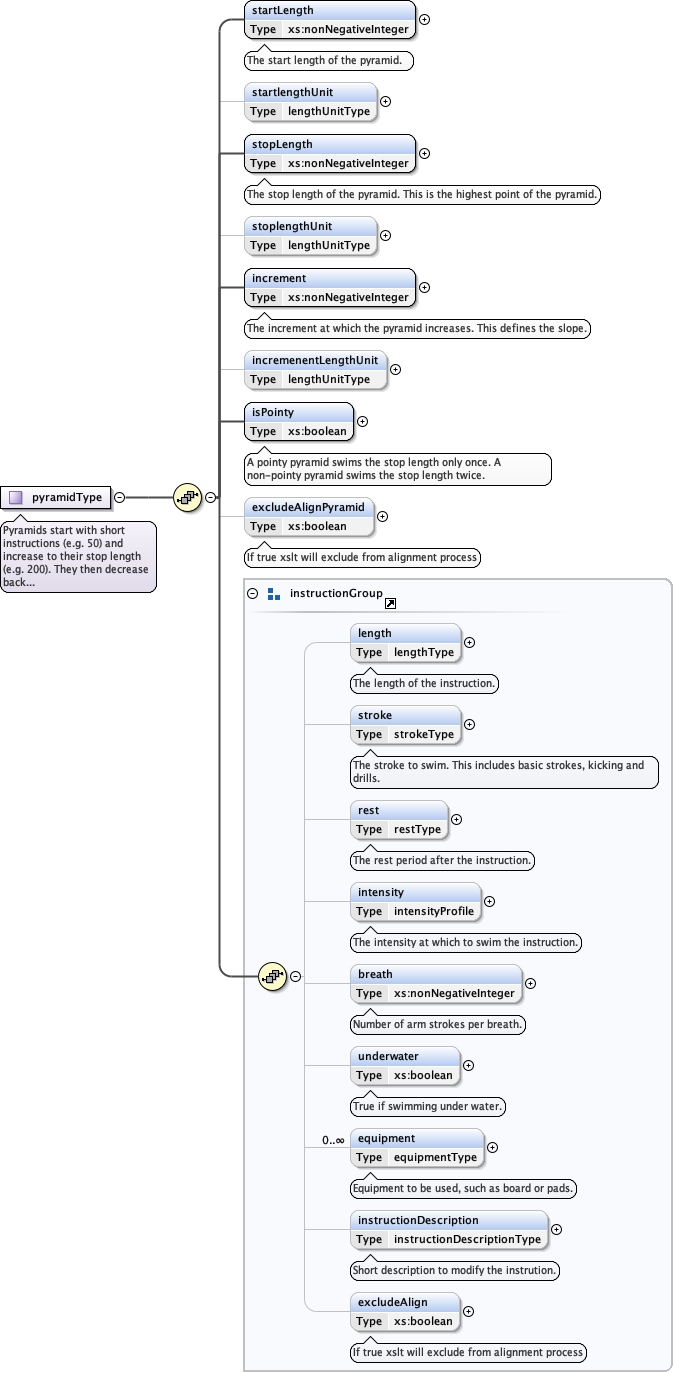 startLength
Type xs:nonNegativeInteger
The start length of the pyramid.
startlengthUnit
Type lengthUnitType
stopLength
Type xs:nonNegativeInteger
The stop length of the pyramid. This is the highest point of the pyramid.
stoplengthUnit
Type lengthUnitType
increment
Type xs:nonNegativeInteger
The increment at which the pyramid increases. This defines the slope.
incremenentLengthUnit
Type lengthUnitType
isPointy
Type xs:boolean
A pointy pyramid swims the stop length only once. A
non-pointy pyramid swims the stop length twice.
pyramidType
Pyramids start with short
instructions (e.g. 50) and
increase to their stop length
(e.g. 200). They then decrease
back...
excludeAlignPyramid
Type xs:boolean
If true xslt will exclude from alignment process
instructionGroup
length
Type lengthType
The length of the instruction.
stroke
Type strokeType
The stroke to swim. This includes basic strokes, kicking and
drills.
rest
Type restType
The rest period after the instruction.
intensity
Type intensityProfile
The intensity at which to swim the instruction.
breath
Type xs:nonNegativeInteger
Number of arm strokes per breath.
underwater
Type xs:boolean
True if swimming under water.
0..∞ equipment
Type equipmentType
Equipment to be used, such as board or pads.
instructionDescription
Type instructionDescriptionType
Short description to modify the instrution.
excludeAlign
Type xs:boolean
If true xslt will exclude from alignment process